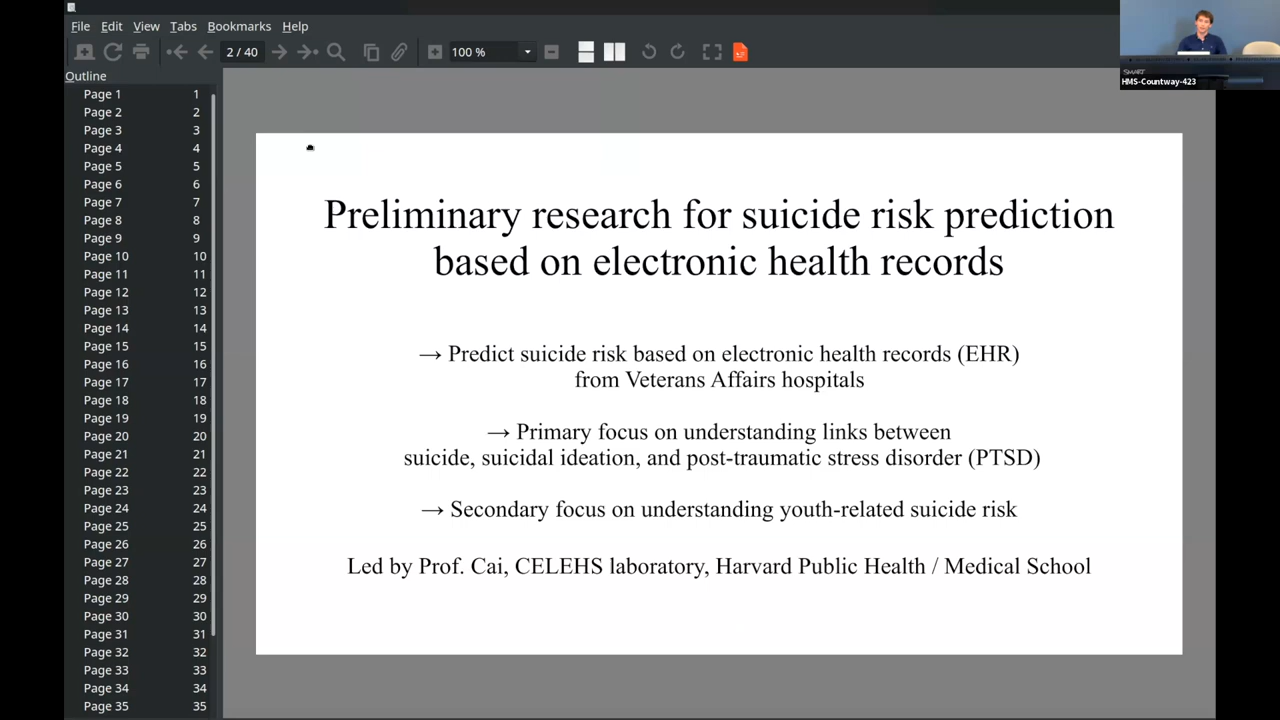 File Edit View Tabs Bookmarks Help
2 / 40
100 %
Outline
Page 1 1
Page 2 2
Page 3 3
Page 4 4
Page 5 5
Page 6 6
Page 7 7
Page 8 8
Page 9 9
Page 10 10
Page 11 11
Page 12 12
Page 13 13
Page 14 14
Page 15 15
Page 16 16
Page 17 17
Page 18 18
Page 19 19
Page 20 20
Page 21 21
Page 22 22
Page 23 23
Page 24 24
Page 25 25
Page 26 26
Page 27 27
Page 28 28
Page 29 29
Page 30 30
Page 31 31
Page 32 32
Page 33 33
Page 34 34
Page 35 35
Preliminary research for suicide risk prediction
based on electronic health records
→ Predict suicide risk based on electronic health records (EHR)
from Veterans Affairs hospitals
→ Primary focus on understanding links between
suicide, suicidal ideation, and post-traumatic stress disorder (PTSD)
→ Secondary focus on understanding youth-related suicide risk
Led by Prof. Cai, CELEHS laboratory, Harvard Public Health / Medical School
SMART
HMS-Countway-423